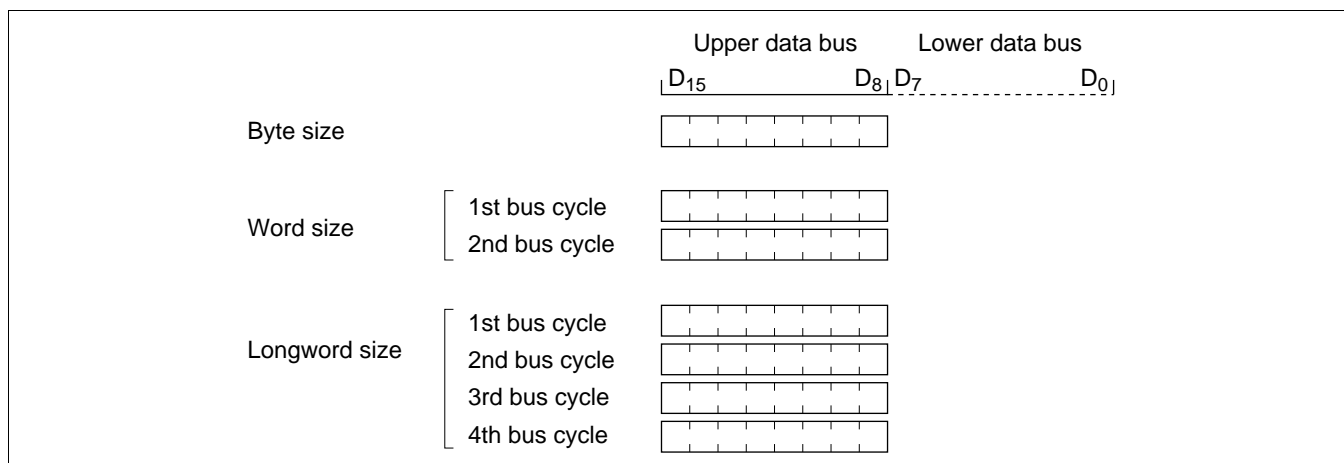 Upper data bus Lower data bus
D15 D8 D7 D0
Byte size
Word size
1st bus cycle
2nd bus cycle
Longword size
1st bus cycle
2nd bus cycle
3rd bus cycle
4th bus cycle